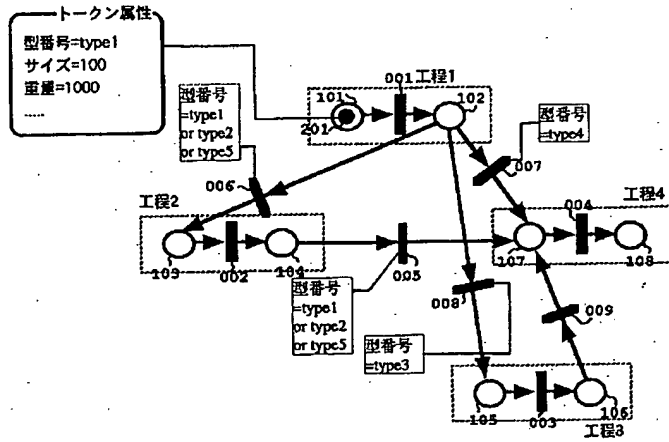 トークン属性
型番号=type1
サイズ=100
重量=1000
.....
001
工程1
101
201
102
型番号
=type1
or type2
or type5
型番号
=type4
006
007
工程2
工程4
004
103
002
104
005
107
108
型番号
=type1
or type2
or type5
008
009
型番号
=type3
105
003
106
工程3